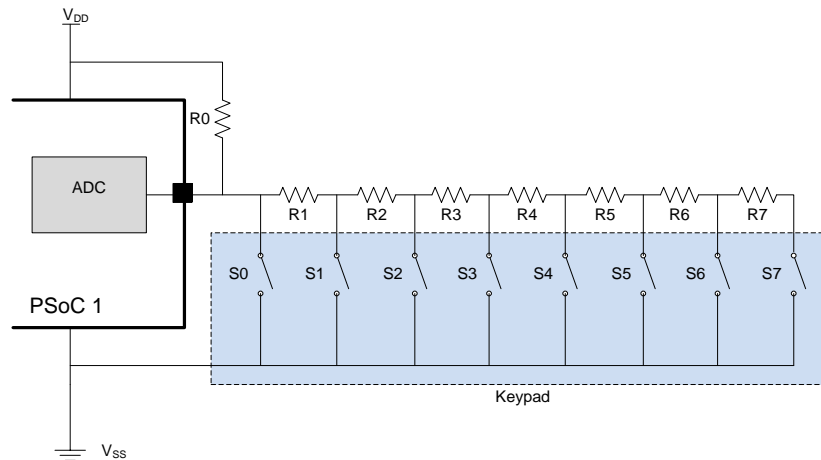 VDD
R0
ADC
R1 R2 R3 R4 R5 R6 R7
S0 S1 S2 S3 S4 S5 S6 S7
PSoC 1
Keypad
VSS